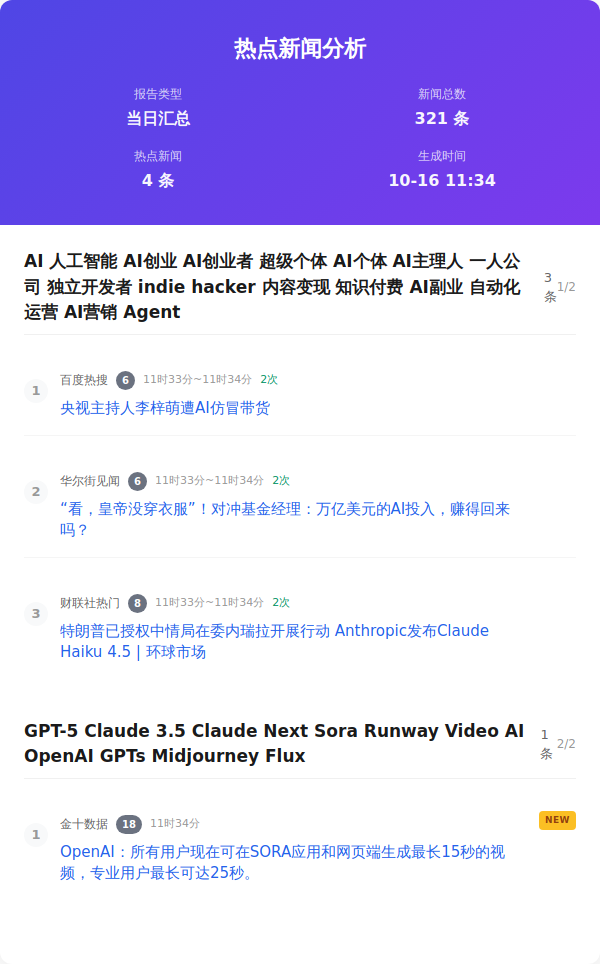 热点新闻分析
报告类型
新闻总数
当日汇总
321 条
热点新闻
生成时间
4 条
10-16 11:34
AI 人工智能 AI创业 AI创业者 超级个体 AI个体 AI主理人 一人公
司 独立开发者 indie hacker 内容变现 知识付费 AI副业 自动化
运营 AI营销 Agent
3
条
1/2
1
百度热搜 6 11时33分~11时34分 2次
央视主持人李梓萌遭AI仿冒带货
2
华尔街见闻 6 11时33分~11时34分 2次
“看，皇帝没穿衣服”！对冲基金经理：万亿美元的AI投入，赚得回来
吗？
3
财联社热门 8 11时33分~11时34分 2次
特朗普已授权中情局在委内瑞拉开展行动 Anthropic发布Claude
Haiku 4.5 | 环球市场
GPT-5 Claude 3.5 Claude Next Sora Runway Video AI
OpenAI GPTs Midjourney Flux
1
条
2/2
1
金十数据 18 11时34分
NEW
OpenAI：所有用户现在可在SORA应用和网页端生成最长15秒的视
频，专业用户最长可达25秒。